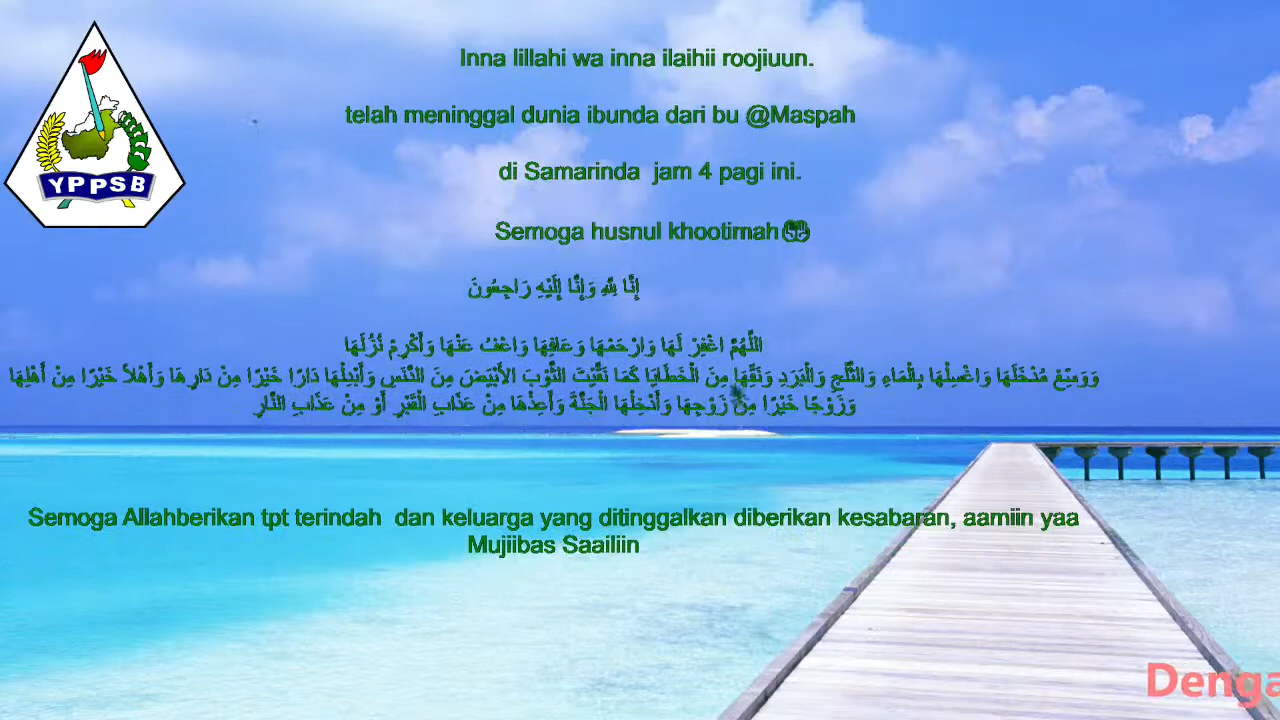 YPPSB
Inna lillahi wa inna ilaihii roojiuun.
telah meninggal dunia ibunda dari bu @Maspah
di Samarinda jam 4 pagi ini.
Semoga husnul khootimah
إِنَّا لِلَّهِ وَإِنَّا إِلَيْهِ رَاجِعُونَ
اللَّهُمَّ اغْفِرْ لَهَا وَارْحَمْهَا وَعَافِهَا وَاعْفُ عَنْهَا وَأَكْرِمْ نُزُلَهَا
وَوَسِّعْ مُدْخَلَهَا وَاغْسِلْهَا بِالْمَاءِ وَالثَّلْجِ وَالْبَرَدِ وَنَقِّهَا مِنَ الْخَطَايَا كَمَا نَقَّيْتَ الثَّوْبَ الأَبْيَضَ مِنَ الدَّنَسِ وَأَبْدِلْهَا دَارًا خَيْرًا مِنْ دَارِهَا وَأَهْلاً خَيْرًا مِنْ أَهْلِهَا
وَزَوْجًا خَيْرًا مِنْ زَوْجِهَا وَأَدْخِلْهَا الْجَنَّةَ وَأَعِذْهَا مِنْ عَذَابِ الْقَبْرِ أَوْ مِنْ عَذَابِ النَّارِ
Semoga Allahberikan tpt terindah dan keluarga yang ditinggalkan diberikan kesabaran, aamiin yaa
Mujiibas Saailiin
Denga